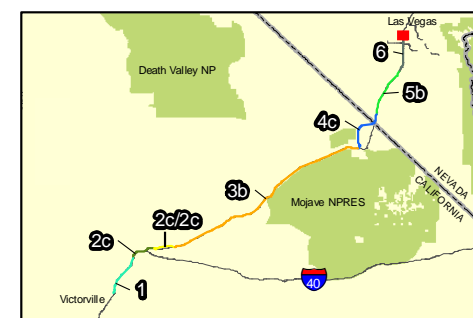 Las Vegas
6
Death Valley NP
5b
4c
NEVADA
CALIFORNIA
3b
Mojave NPRES
2c/2c
2c
40
1
Victorville